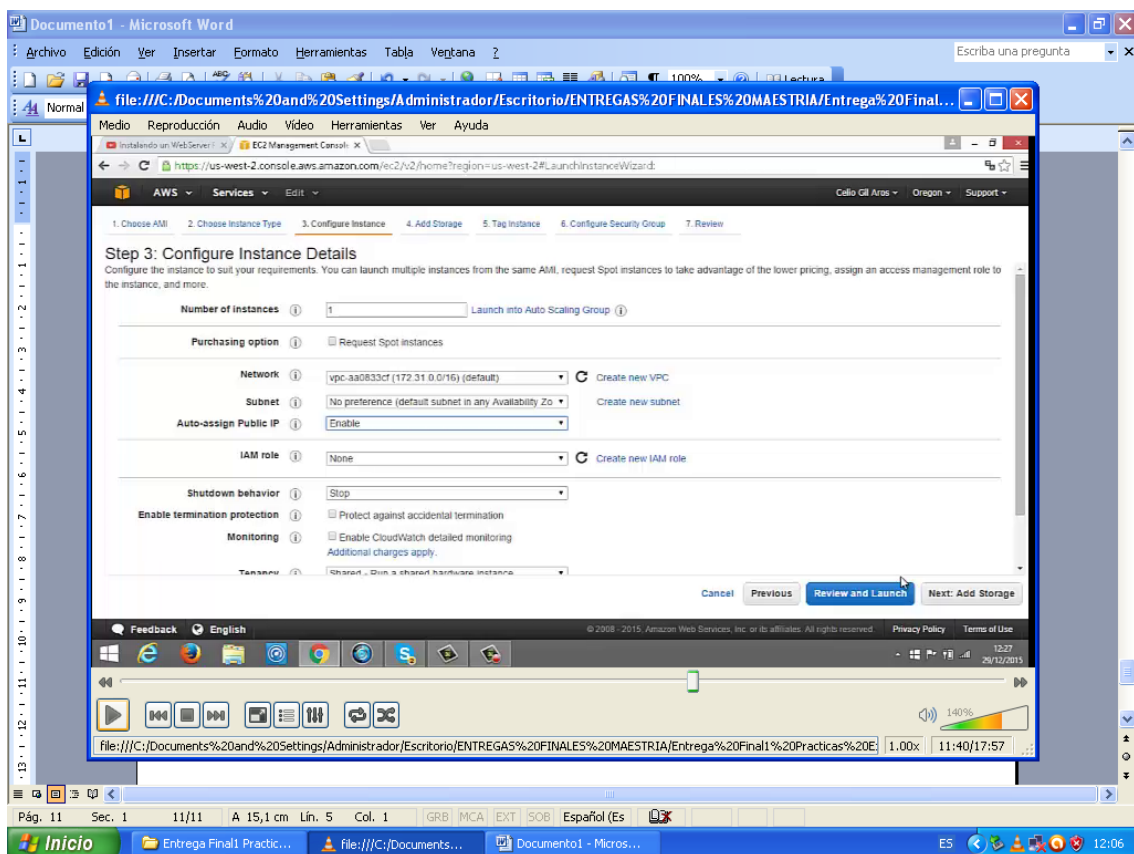 Documento1 - Microsoft Word
Archivo Edición Ver Insertar Formato Herramientas Tabla Ventana ? Escriba una pregunta
100% Lectura
Normal
file:///C:/Documents%20and%20Settings/Administrador/Escritorio/ENTREGAS%20FINALES%20MAESTRIA/Entrega%20Final...
Medio Reproducción Audio Vídeo Herramientas Ver Ayuda
Instalando un WebServer EC2 Management Console
https://us-west-2.console.aws.amazon.com/ec2/v2/home?region=us-west-2#LaunchInstanceWizard:
AWS Services Edit Celio Gil Aros Oregon Support
1. Choose AMI 2. Choose Instance Type 3. Configure Instance 4. Add Storage 5. Tag Instance 6. Configure Security Group 7. Review
Step 3: Configure Instance Details
Configure the instance to suit your requirements. You can launch multiple instances from the same AMI, request Spot instances to take advantage of the lower pricing, assign an access management role to
the instance, and more.
Number of instances 1 Launch into Auto Scaling Group
Purchasing option Request Spot instances
Network vpc-aa0833cf (172.31.0.0/16) (default) Create new VPC
Subnet No preference (default subnet in any Availability Zo Create new subnet
Auto-assign Public IP Enable
IAM role None Create new IAM role
Shutdown behavior Stop
Enable termination protection Protect against accidental termination
Monitoring Enable CloudWatch detailed monitoring
Additional charges apply.
Tenancy Shared - Run a shared hardware instance
Cancel Previous Review and Launch Next: Add Storage
Feedback English © 2008 - 2015, Amazon Web Services, Inc. or its affiliates. All rights reserved. Privacy Policy Terms of Use
12:27
29/12/2015
140%
file:///C:/Documents%20and%20Settings/Administrador/Escritorio/ENTREGAS%20FINALES%20MAESTRIA/Entrega%20Final1%20Practicas%20E: 1.00x 11:40/17:57
Pág. 11 Sec. 1 11/11 A 15,1 cm Lín. 5 Col. 1 GRB MCA EXT SOB Español (Es
Inicio Entrega Final1 Practic... file:///C:/Documents... Documento1 - Micros... ES 12:06